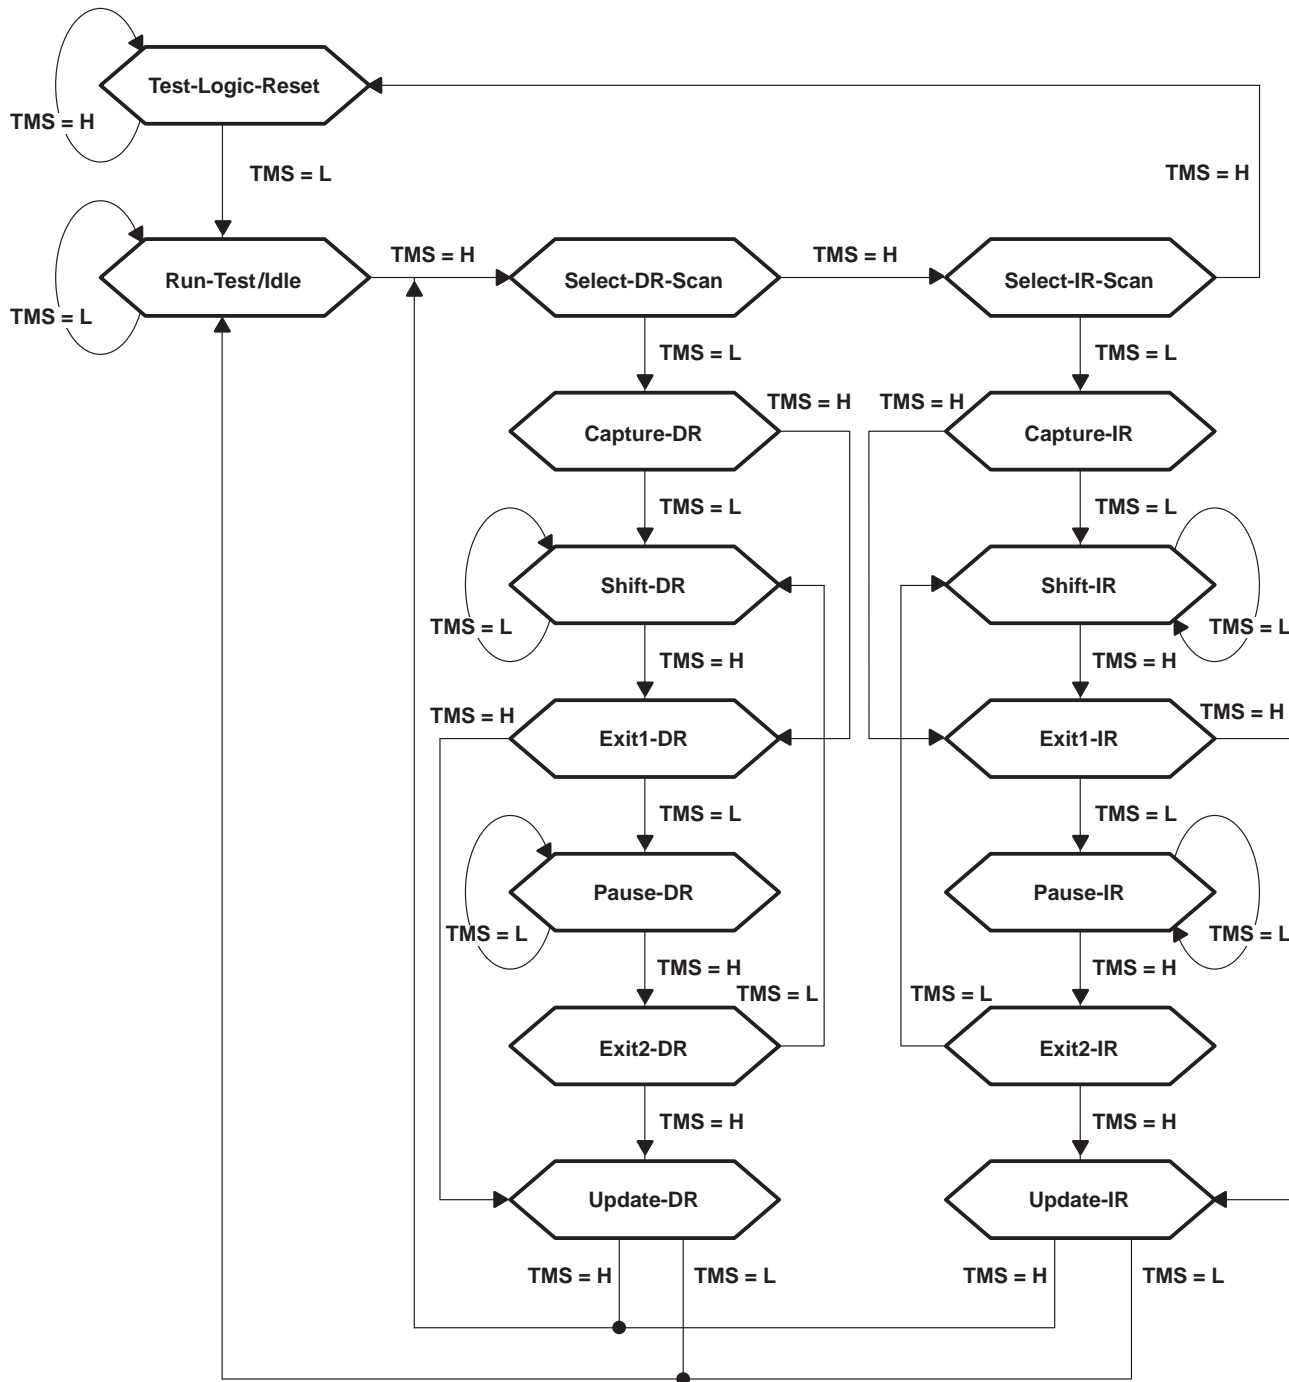 Test-Logic-Reset
TMS = H
TMS = L
TMS = H
Run-Test/Idle
TMS = H
Select-DR-Scan
TMS = H
Select-IR-Scan
TMS = L
TMS = L
TMS = L
TMS = H
TMS = H
Capture-DR
Capture-IR
TMS = L
TMS = L
Shift-DR
Shift-IR
TMS = L
TMS = L
TMS = H
TMS = H
TMS = H
TMS = H
Exit1-DR
Exit1-IR
TMS = L
TMS = L
Pause-DR
Pause-IR
TMS = L
TMS = L
TMS = H
TMS = H
TMS = L
TMS = L
Exit2-DR
Exit2-IR
TMS = H
TMS = H
Update-DR
Update-IR
TMS = H
TMS = L
TMS = H
TMS = L